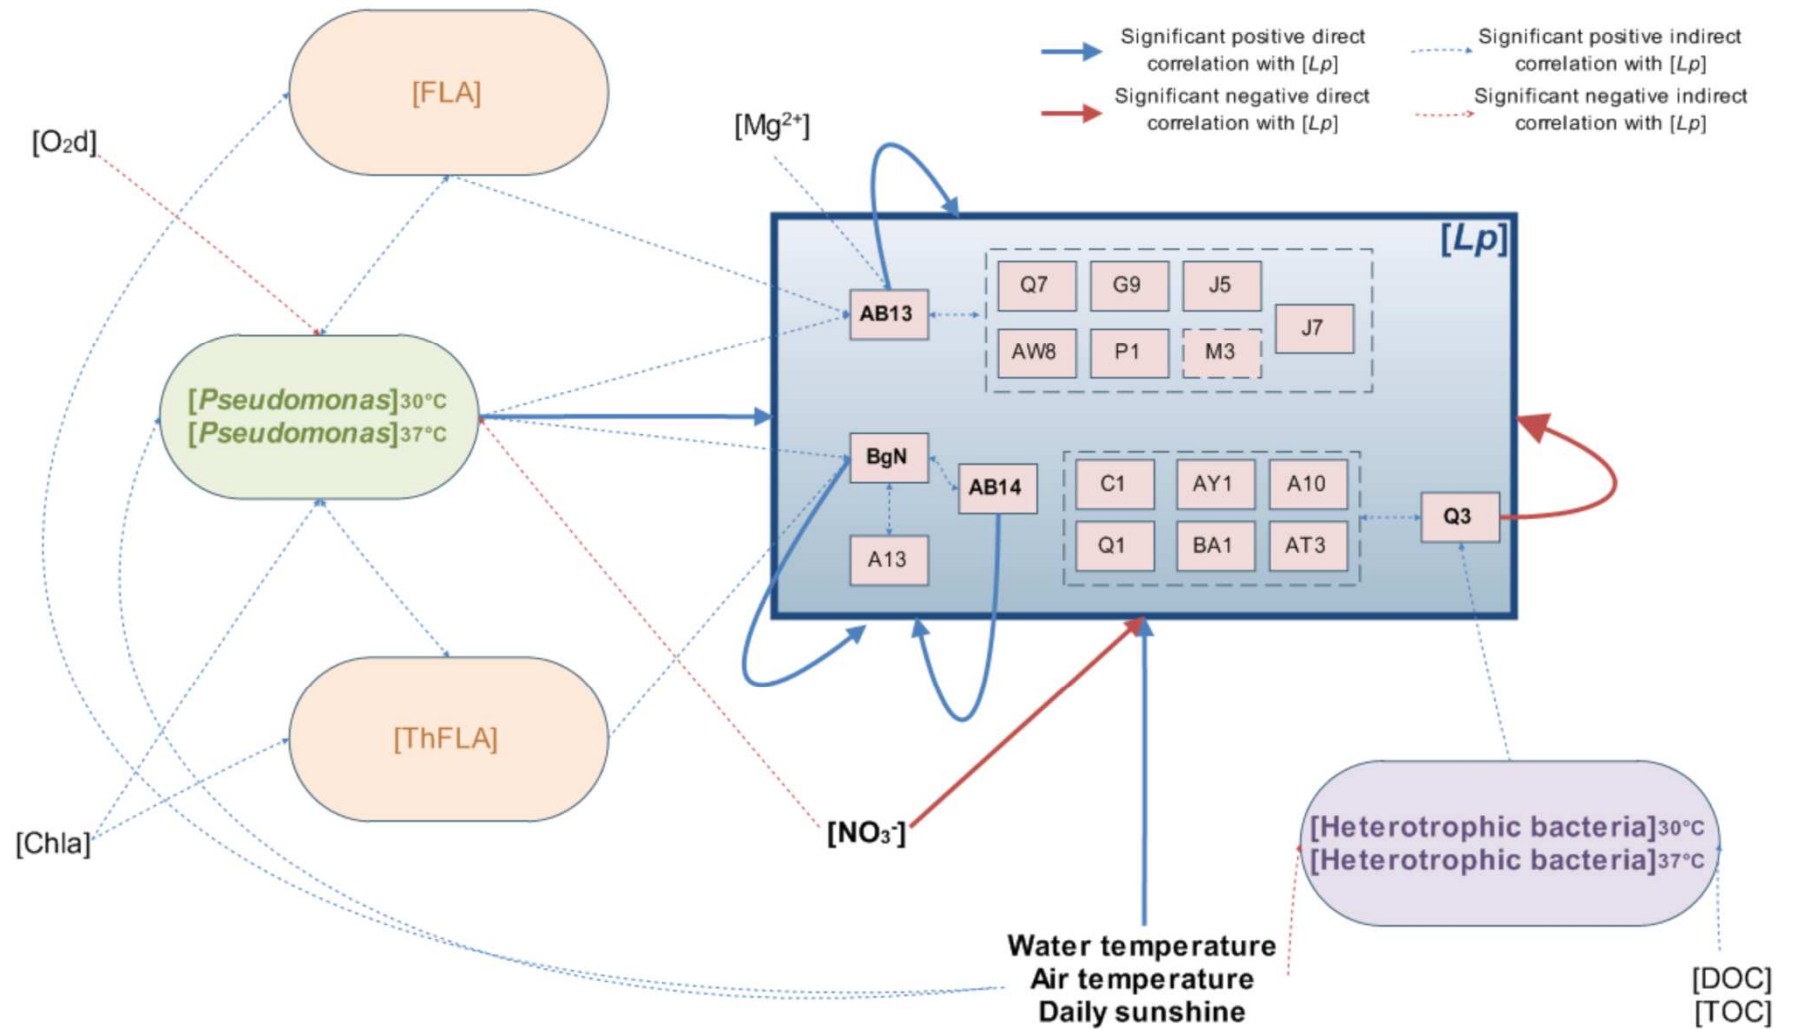 Significant positive direct
correlation with [Lp]
Significant positive indirect
correlation with [Lp]
Significant negative direct
correlation with [Lp]
Significant negative indirect
correlation with [Lp]
[FLA]
[O₂d]
[Mg²⁺]
[Lp]
AB13
Q7
G9
J5
J7
AW8
P1
M3
[Pseudomonas]30°C
[Pseudomonas]37°C
BgN
AB14
A13
C1
AY1
A10
Q1
BA1
AT3
Q3
[ThFLA]
[Chla]
[NO₃⁻]
[Heterotrophic bacteria]30°C
[Heterotrophic bacteria]37°C
Water temperature
Air temperature
Daily sunshine
[DOC]
[TOC]